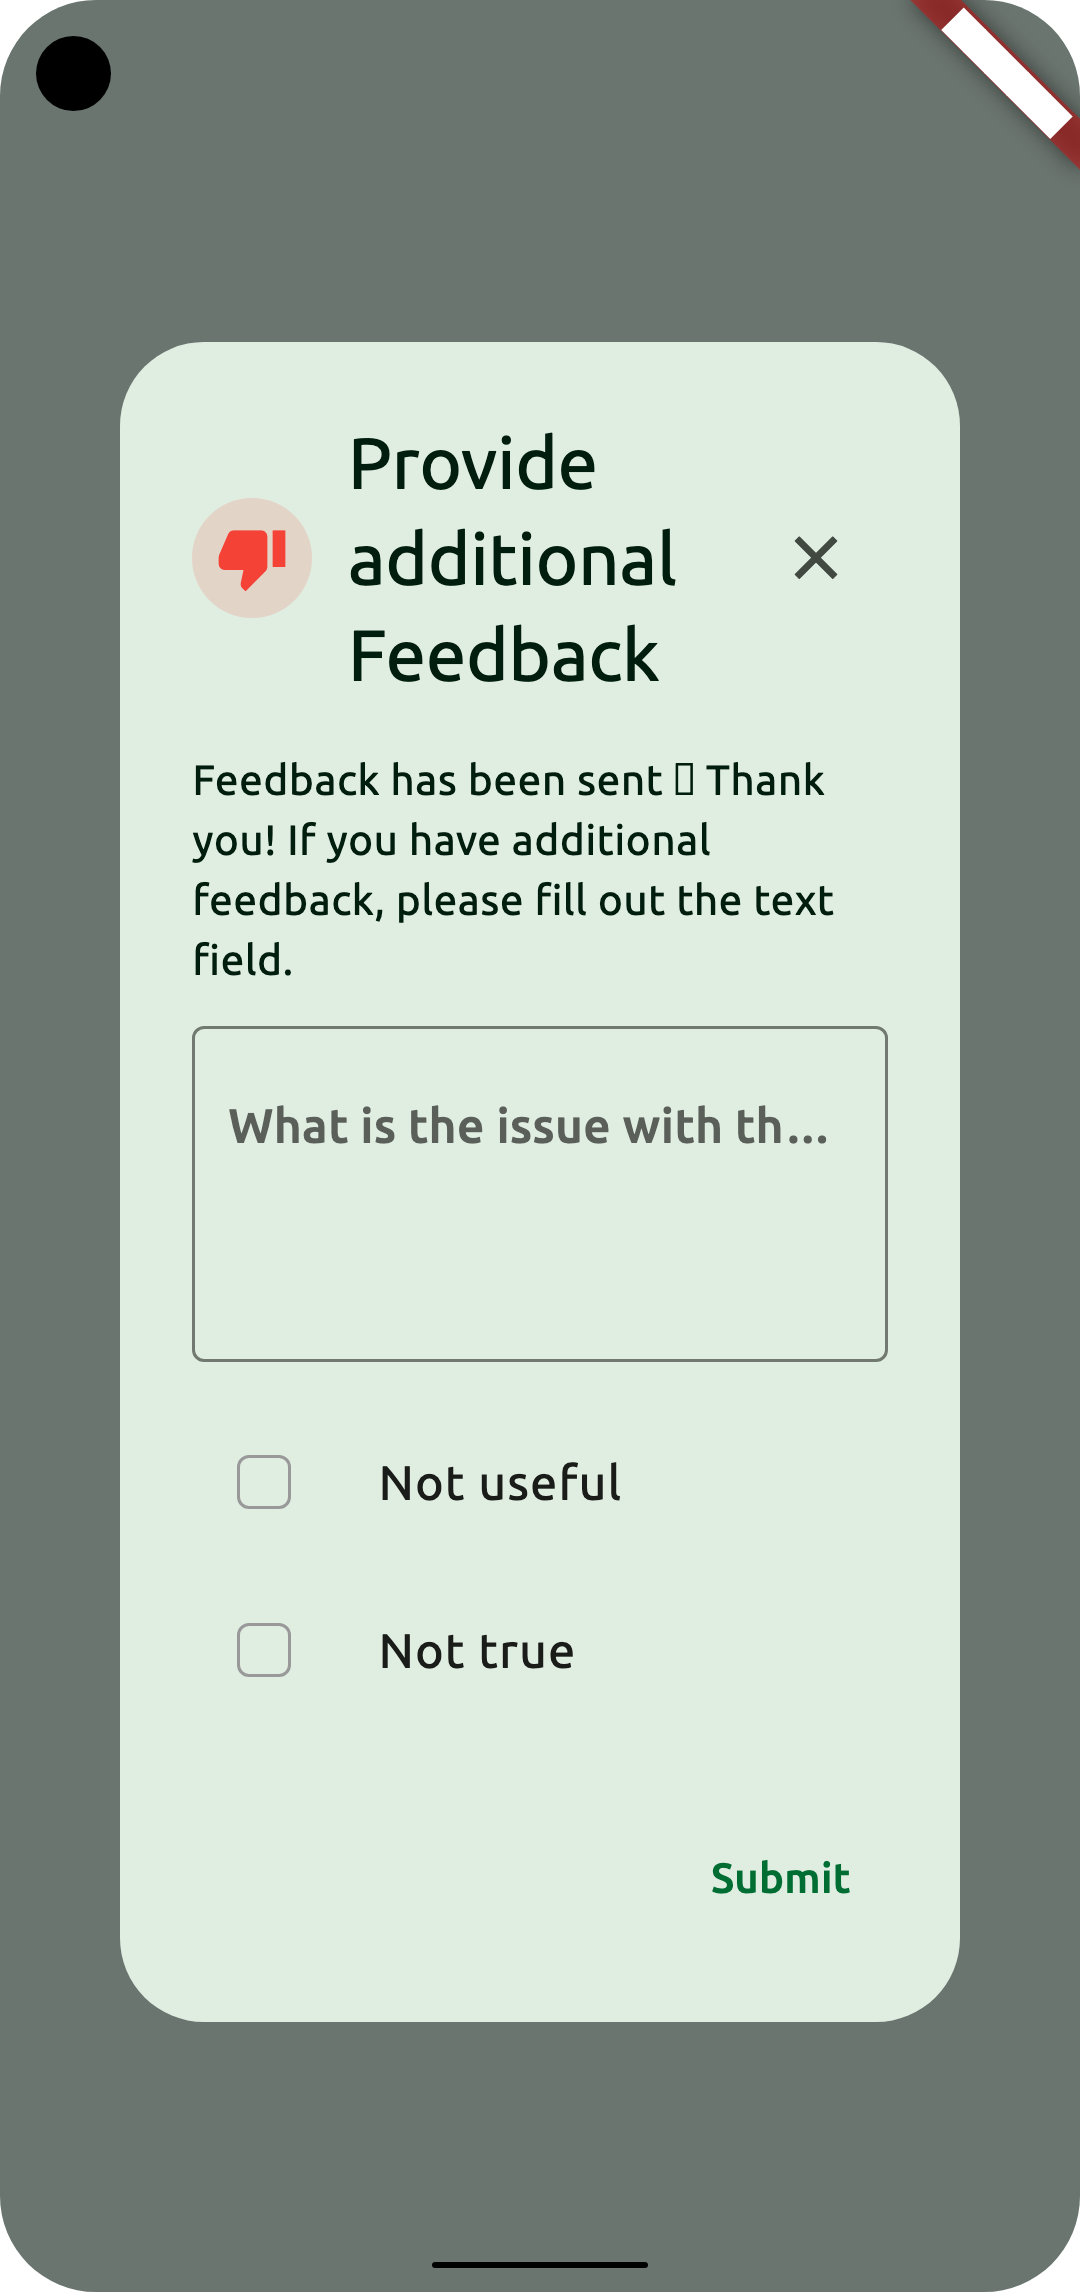 Provide
additional
Feedback
Feedback has been sent ▯ Thank
you! If you have additional
feedback, please fill out the text
field.
What is the issue with th...
Not useful
Not true
Submit